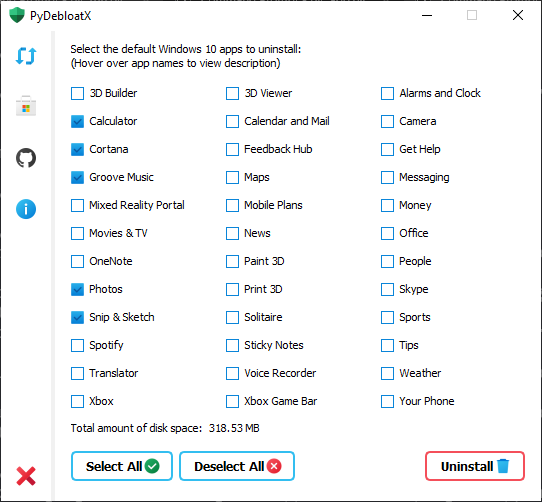 PyDebloatX
Select the default Windows 10 apps to uninstall:
(Hover over app names to view description)
3D Builder 3D Viewer Alarms and Clock
Calculator Calendar and Mail Camera
Cortana Feedback Hub Get Help
Groove Music Maps Messaging
Mixed Reality Portal Mobile Plans Money
Movies & TV News Office
OneNote Paint 3D People
Photos Print 3D Skype
Snip & Sketch Solitaire Sports
Spotify Sticky Notes Tips
Translator Voice Recorder Weather
Xbox Xbox Game Bar Your Phone
Total amount of disk space: 318.53 MB
Select All Deselect All Uninstall